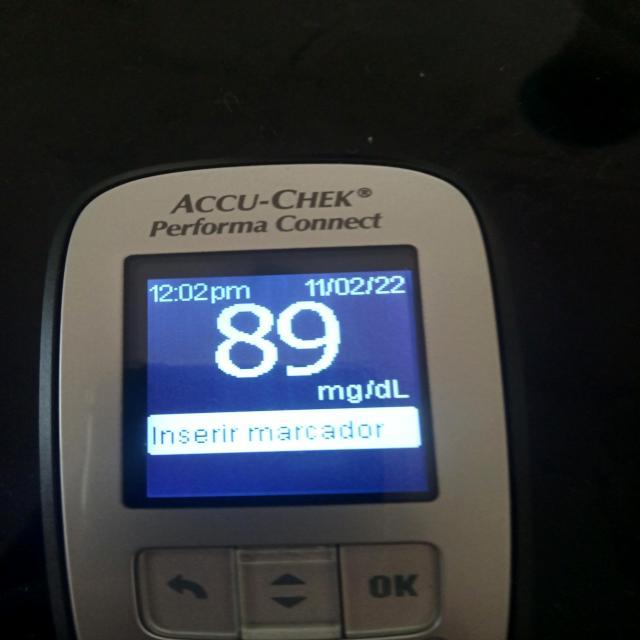 ACCU-CHEK®
Performa Connect
12:02pm 11/02/22
89
mg/dL
Inserir marcador
OK